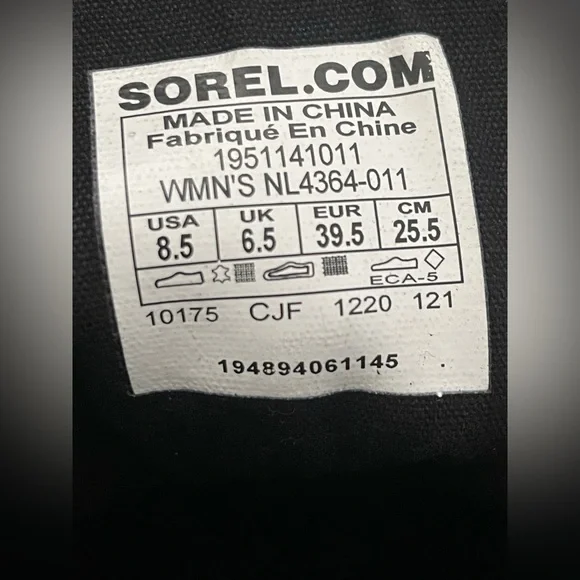 SOREL.COM
MADE IN CHINA
Fabriqué En Chine
1951141011
WMN'S NL4364-011
USA UK EUR CM
8.5 6.5 39.5 25.5
ECA-5
10175 CJF 1220 121
194894061145